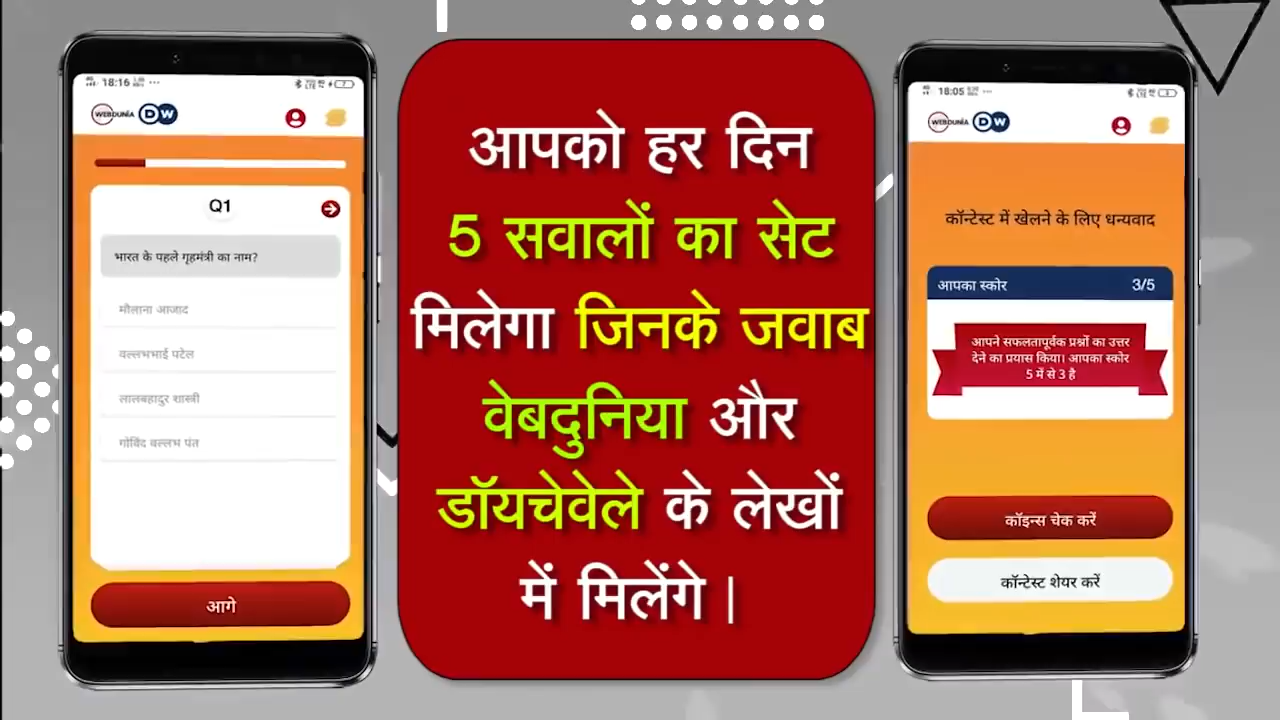 18:16
WEBDUNIA DW
Q1
भारत के पहले गृहमंत्री का नाम?
मौलाना आजाद
वल्लभभाई पटेल
लालबहादुर शास्त्री
गोविंद वल्लभ पंत
आगे
आपको हर दिन
5 सवालों का सेट
मिलेगा जिनके जवाब
वेबदुनिया और
डॉयचेवेले के लेखों
में मिलेंगे |
18:05
WEBDUNIA DW
कॉन्टेस्ट में खेलने के लिए धन्यवाद
आपका स्कोर 3/5
आपने सफलतापूर्वक प्रश्नों का उत्तर
देने का प्रयास किया। आपका स्कोर
5 में से 3 है
कॉइन्स चेक करें
कॉन्टेस्ट शेयर करें